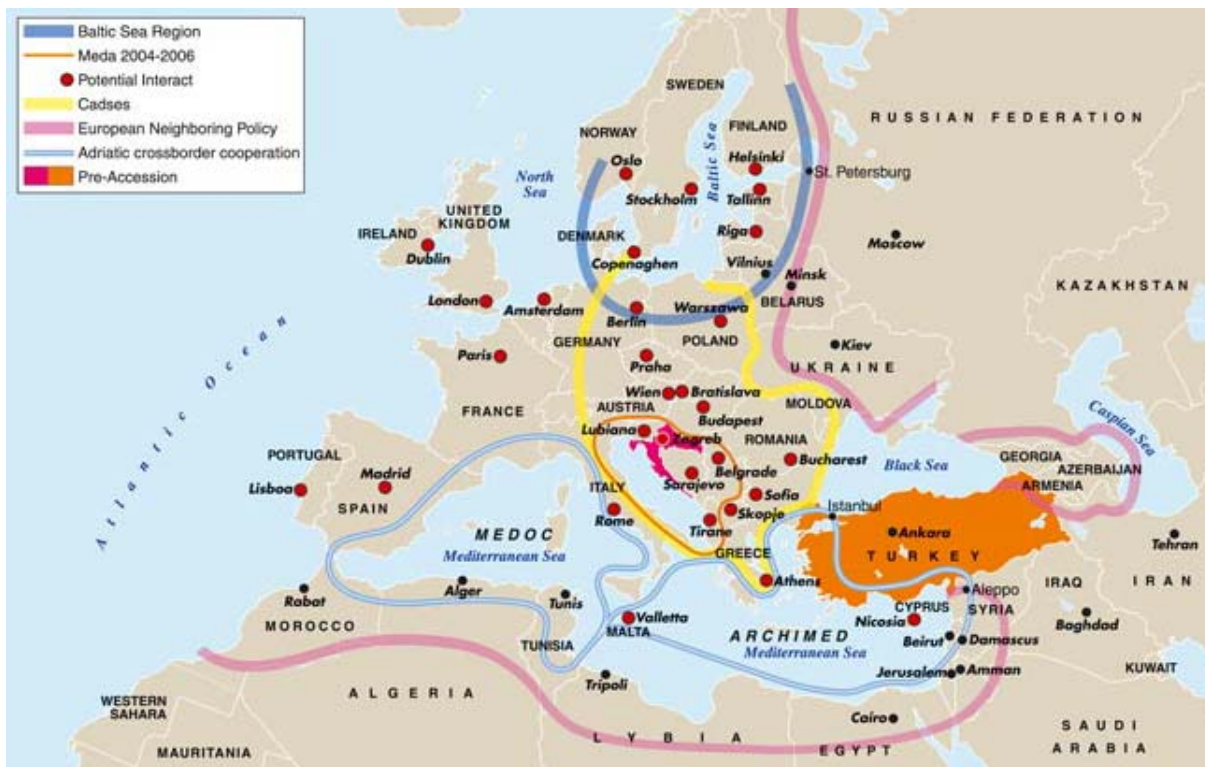 Baltic Sea Region
Meda 2004-2006
Potential Interact
Cadses
European Neighboring Policy
Adriatic crossborder cooperation
Pre-Accession
SWEDEN
RUSSIAN FEDERATION
NORWAY
FINLAND
Oslo
Helsinki
Baltic Sea
St. Petersburg
North
Sea
Stockholm
Tallinn
UNITED
KINGDOM
IRELAND
Dublin
DENMARK
Riga
Moscow
Copenaghen
Vilnius
Minsk
KAZAKHSTAN
London
Amsterdam
Berlin
Warszawa
BELARUS
Atlantic Ocean
Paris
GERMANY
POLAND
Kiev
Praha
UKRAINE
Wien
Bratislava
FRANCE
AUSTRIA
Budapest
MOLDOVA
Caspian Sea
Lubiana
Zagreb
ROMANIA
PORTUGAL
Madrid
Belgrade
Bucharest
Black Sea
GEORGIA
AZERBAIJAN
ARMENIA
Lisboa
SPAIN
ITALY
Sarajevo
Sofia
Rome
Skopje
Istanbul
Tirane
MEDOC
Mediterranean Sea
GREECE
Ankara
TURKEY
Tehran
Athens
Aleppo
IRAQ
IRAN
Rabat
Alger
Tunis
CYPRUS
SYRIA
MOROCCO
Valletta
MALTA
Nicosia
Baghdad
TUNISIA
ARCHIMED
Mediterranean Sea
Beirut
Damascus
Jerusalem
Amman
KUWAIT
Tripoli
WESTERN
SAHARA
ALGERIA
Cairo
LYBIA
EGYPT
SAUDI
ARABIA
MAURITANIA